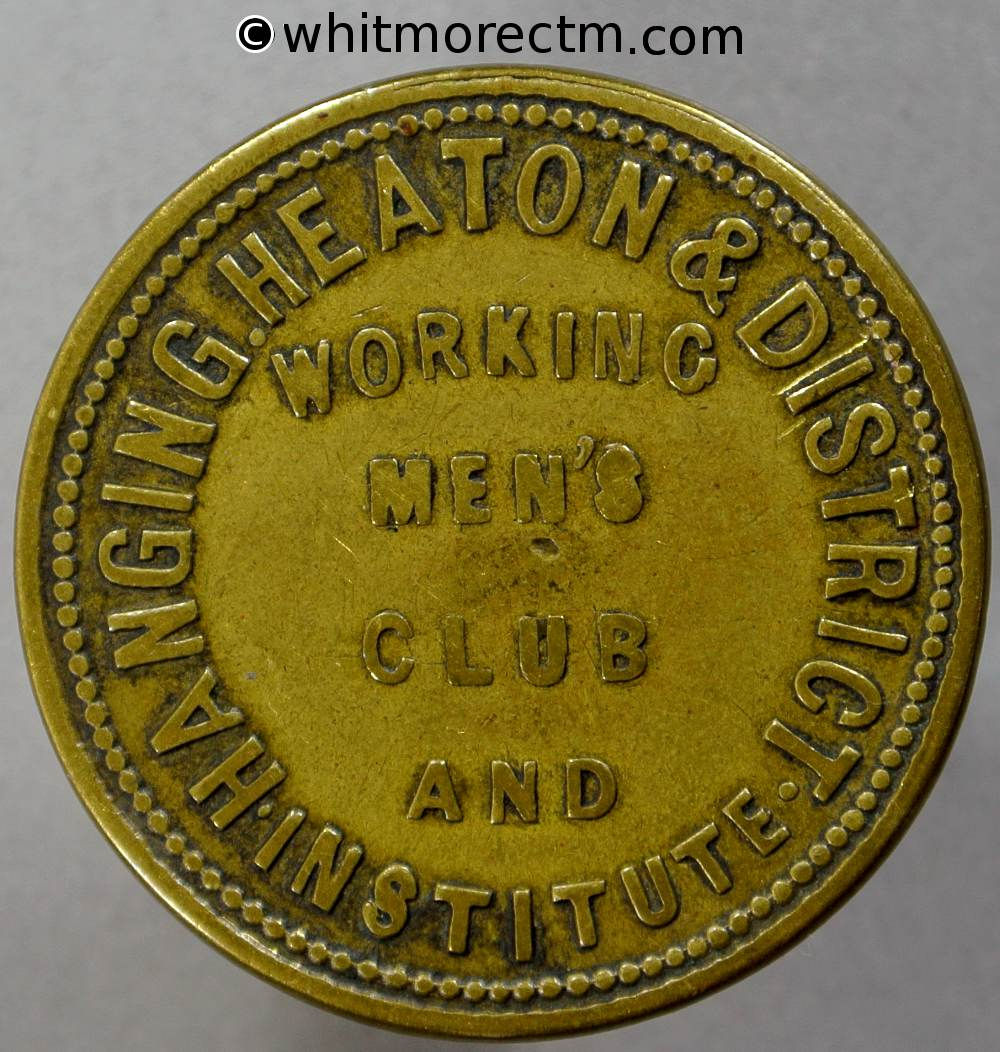 © whitmorectm.com
HANGING.HEATON & DISTRICT.
WORKING
MEN'S
CLUB
AND
·INSTITUTE·